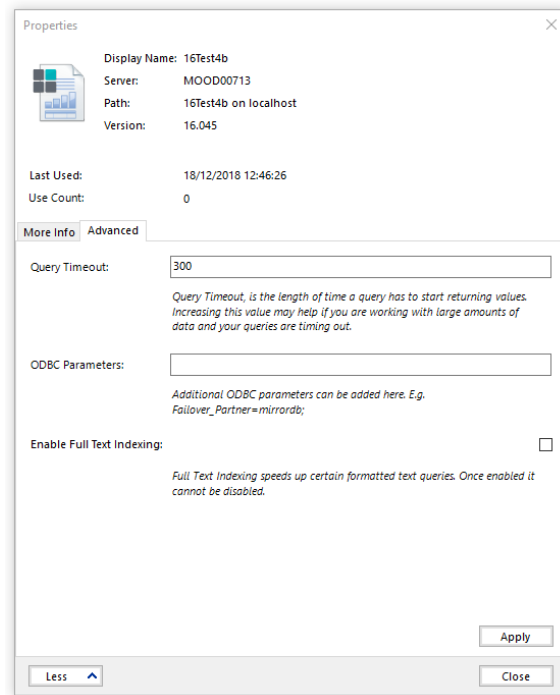 Properties
Display Name: 16Test4b
Server: MOOD00713
Path: 16Test4b on localhost
Version: 16.045
Last Used: 18/12/2018 12:46:26
Use Count: 0
More Info Advanced
Query Timeout: 300
Query Timeout, is the length of time a query has to start returning values.
Increasing this value may help if you are working with large amounts of
data and your queries are timing out.
ODBC Parameters:
Additional ODBC parameters can be added here. E.g.
Failover_Partner=mirrordb;
Enable Full Text Indexing:
Full Text Indexing speeds up certain formatted text queries. Once enabled it
cannot be disabled.
Apply
Less Close